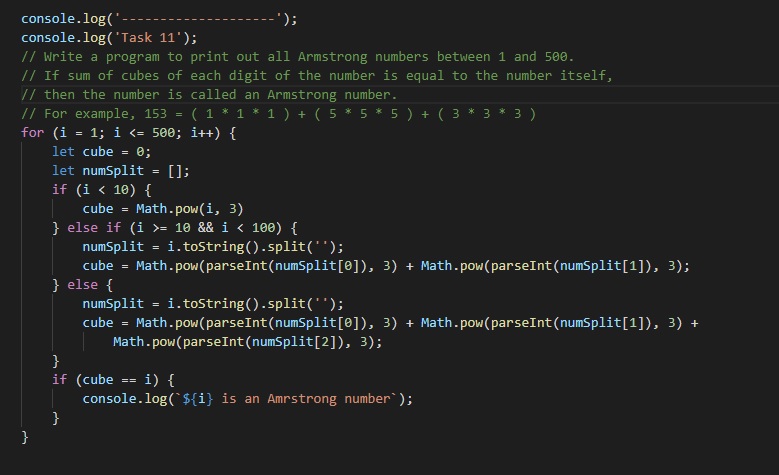 console.log('--------------------');
console.log('Task 11');
// Write a program to print out all Armstrong numbers between 1 and 500.
// If sum of cubes of each digit of the number is equal to the number itself,
// then the number is called an Armstrong number.
// For example, 153 = ( 1 * 1 * 1 ) + ( 5 * 5 * 5 ) + ( 3 * 3 * 3 )
for (i = 1; i <= 500; i++) {
    let cube = 0;
    let numSplit = [];
    if (i < 10) {
        cube = Math.pow(i, 3)
    } else if (i >= 10 && i < 100) {
        numSplit = i.toString().split('');
        cube = Math.pow(parseInt(numSplit[0]), 3) + Math.pow(parseInt(numSplit[1]), 3);
    } else {
        numSplit = i.toString().split('');
        cube = Math.pow(parseInt(numSplit[0]), 3) + Math.pow(parseInt(numSplit[1]), 3) +
            Math.pow(parseInt(numSplit[2]), 3);
    }
    if (cube == i) {
        console.log(`${i} is an Amrstrong number`);
    }
}